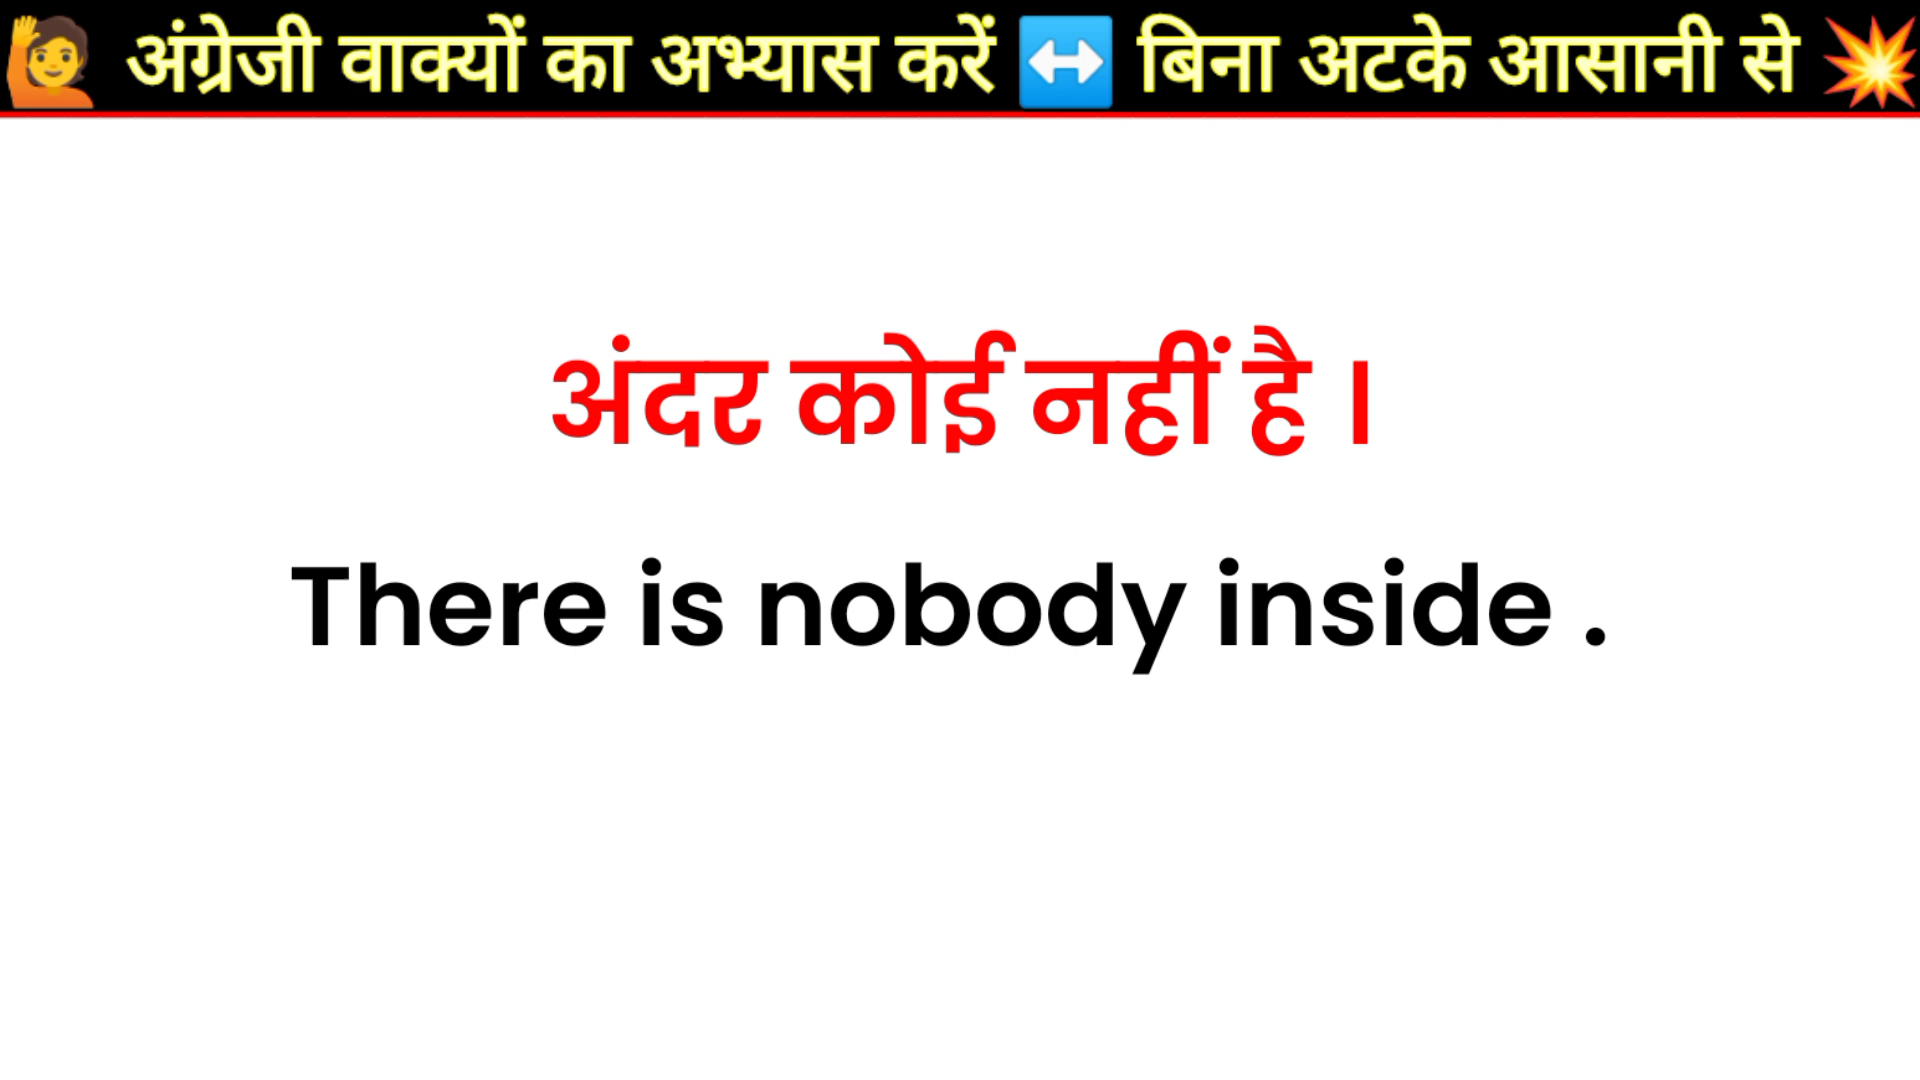 🙋 अंग्रेजी वाक्यों का अभ्यास करें ↔️ बिना अटके आसानी से 💥
अंदर कोई नहीं है ।
There is nobody inside .